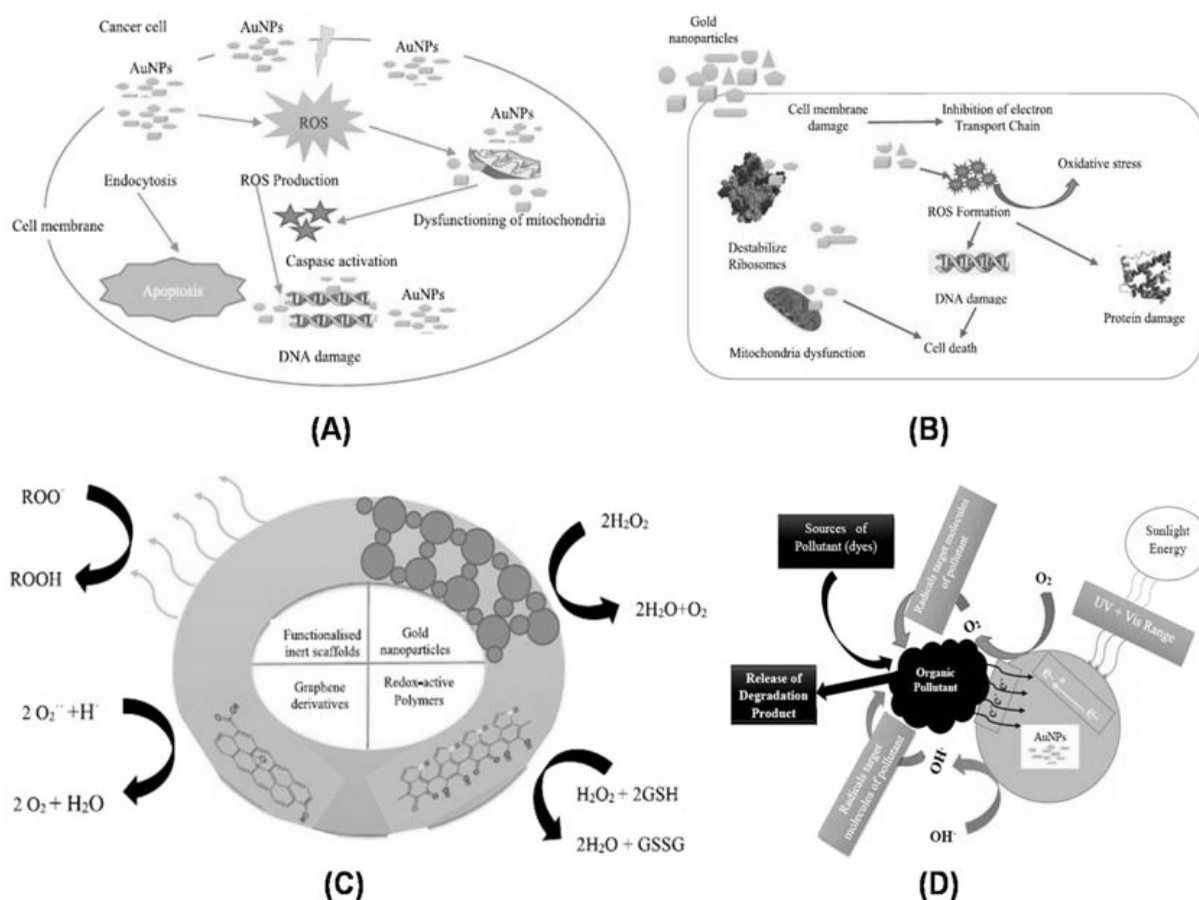 Cancer cell
AuNPs
AuNPs
AuNPs
AuNPs
ROS
AuNPs
Endocytosis
ROS Production
Cell membrane
Dysfunctioning of mitochondria
Caspase activation
Apoptosis
AuNPs
DNA damage
(A)
Gold
nanoparticles
Cell membrane
damage
Inhibition of electron
Transport Chain
Oxidative stress
ROS Formation
Destabilize
Ribosomes
DNA damage
Protein damage
Mitochondria dysfunction
Cell death
(B)
ROO˙
ROOH
2H₂O₂
2H₂O+O₂
Functionalised
inert scaffolds
Gold
nanoparticles
Graphene
derivatives
Redox-active
Polymers
2 O₂˙˙ +H˙
2 O₂ + H₂O
H₂O₂ + 2GSH
2H₂O + GSSG
(C)
Sources of
Pollutant (dyes)
Radicals target molecules
of pollutant
Sunlight
Energy
UV + Vis Range
O₂
O₂
Organic
Pollutant
Release of
Degradation
Product
AuNPs
Radicals target
molecules of pollutant
OH·
OH·
(D)